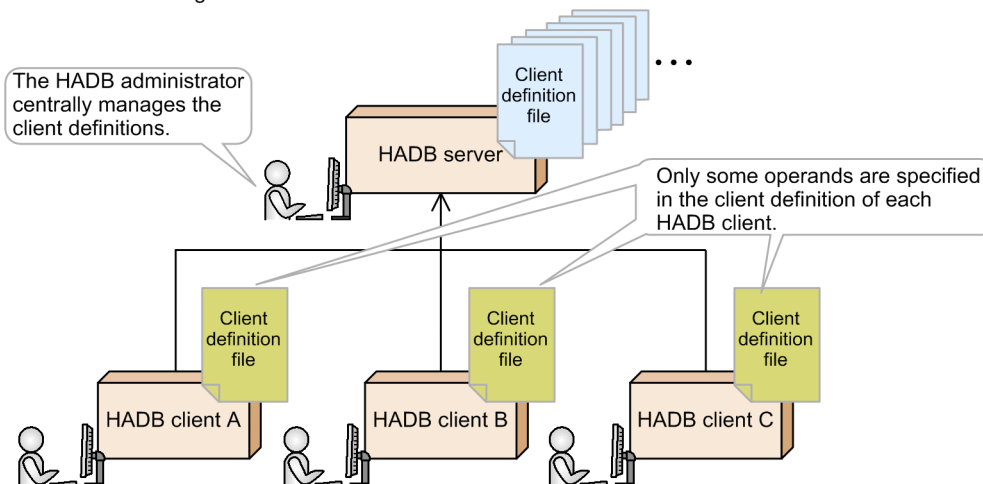 Client
definition
file
...
The HADB administrator
centrally manages the
client definitions.
HADB server
Only some operands are specified
in the client definition of each
HADB client.
Client
definition
file
Client
definition
file
Client
definition
file
HADB client A
HADB client B
HADB client C